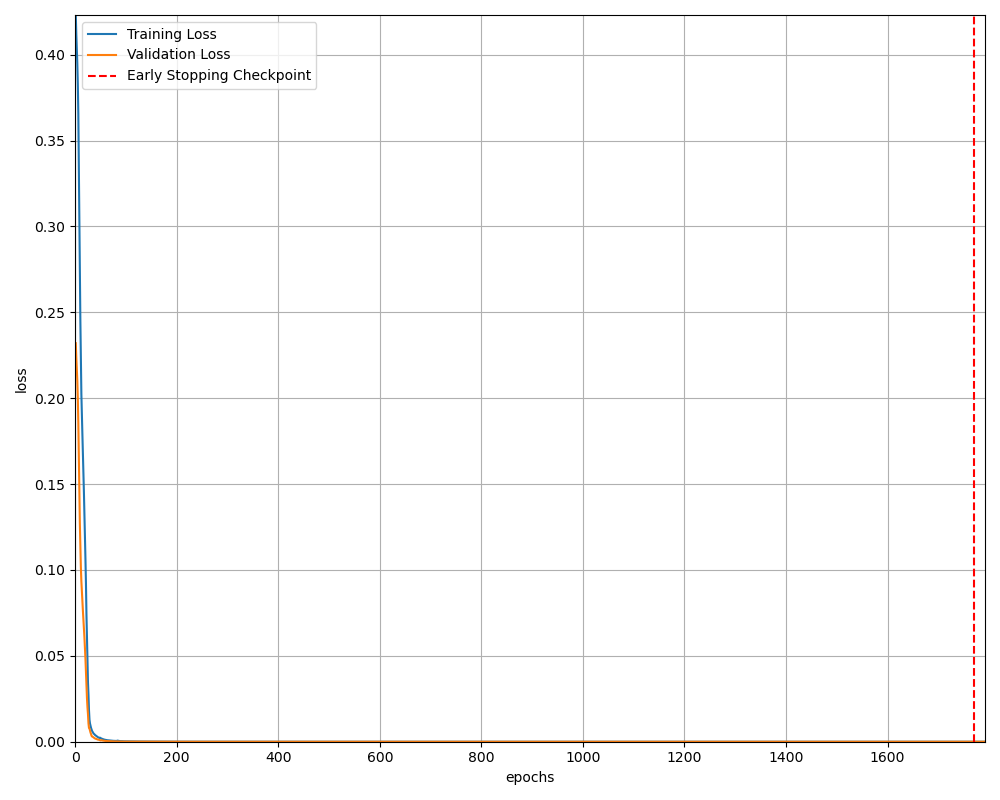 Training Loss
Validation Loss
Early Stopping Checkpoint
0.40
0.35
0.30
0.25
0.20
0.15
0.10
0.05
0.00
loss
0 200 400 600 800 1000 1200 1400 1600
epochs